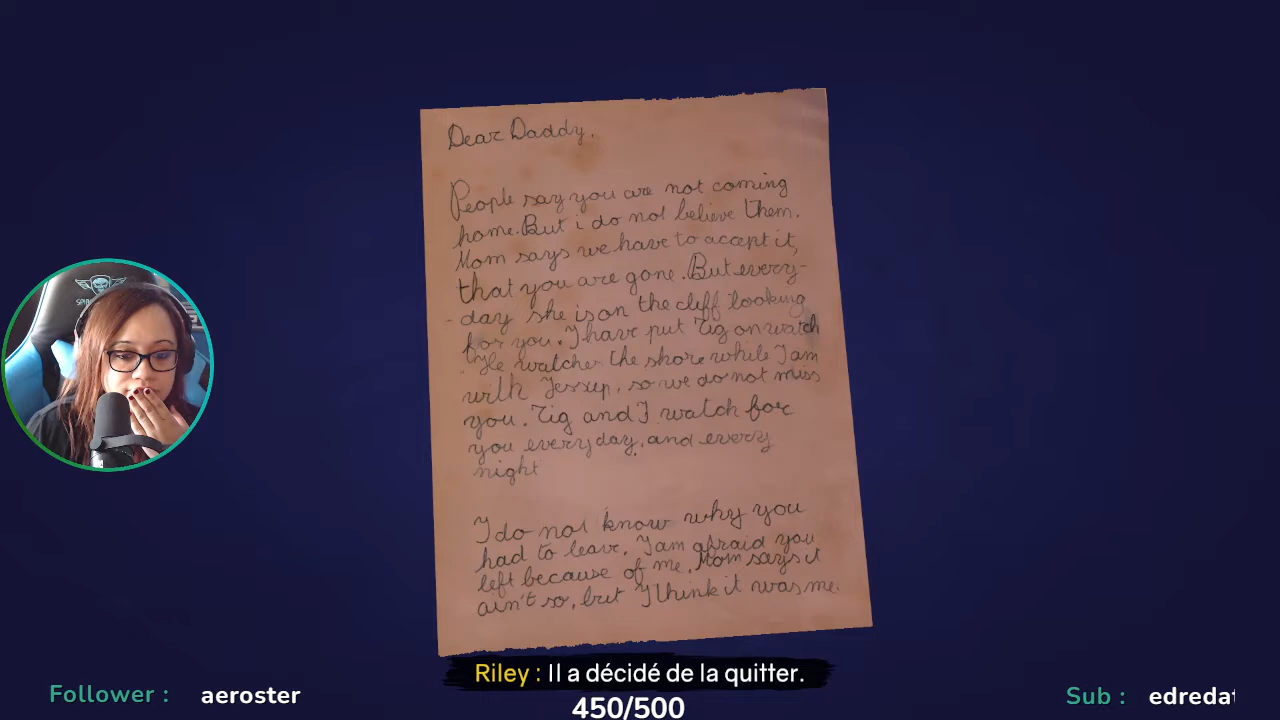 Dear Daddy.
People say you are not coming
home. But i do not believe them.
Mom says we have to accept it,
that you are gone. But every-
- day she is on the cliff looking
for you. I have put Tig on watch
He watches the shore while I am
with Jessup, so we do not miss
you. Tig and I watch for
you everyday, and every
night
I do not know why you
had to leave. I am afraid you
left because of me. Mom says it
ain't so, but I think it was me.
Riley : Il a décidé de la quitter.
Follower : aeroster
450/500
Sub : edreda